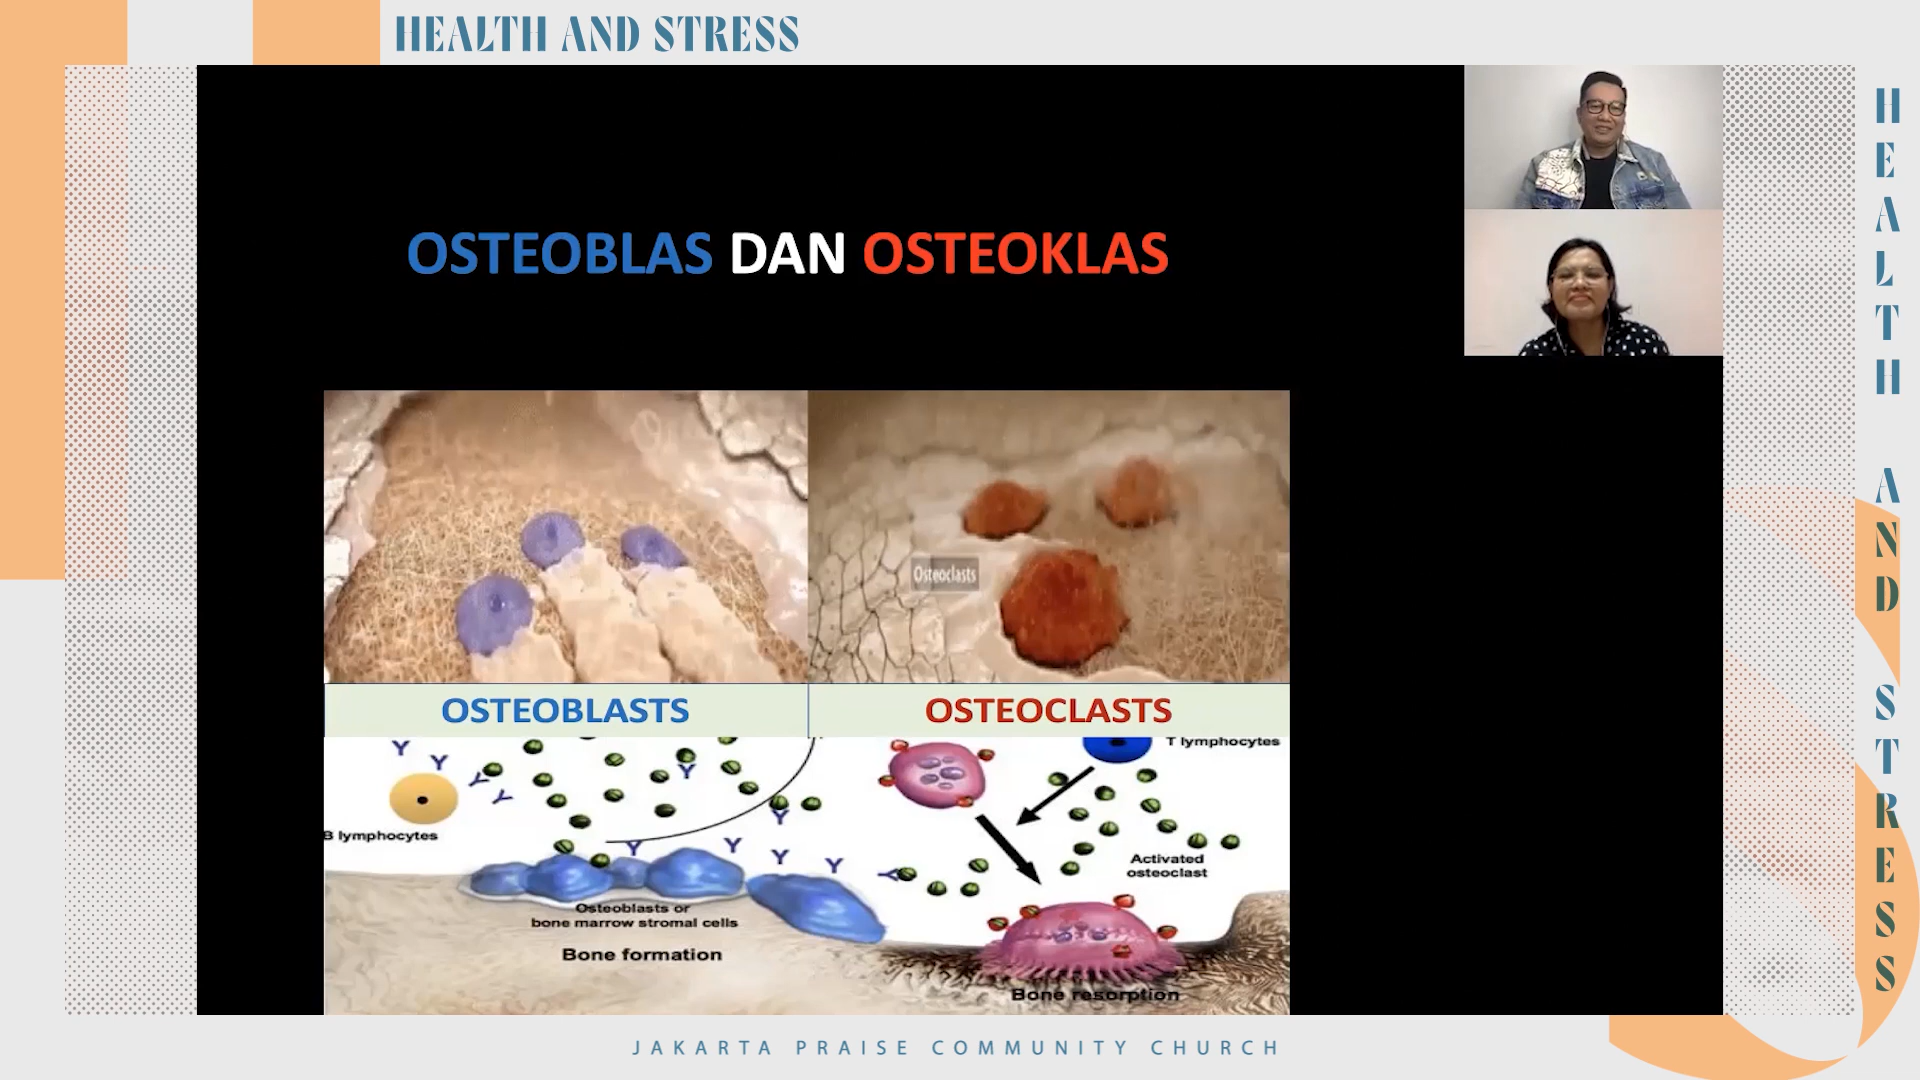 HEALTH AND STRESS
OSTEOBLAS DAN OSTEOKLAS
Osteoclasts
OSTEOBLASTS
OSTEOCLASTS
T lymphocytes
B lymphocytes
Activated
osteoclast
Osteoblasts or
bone marrow stromal cells
Bone formation
Bone resorption
HEALTH AND STRESS
JAKARTA PRAISE COMMUNITY CHURCH